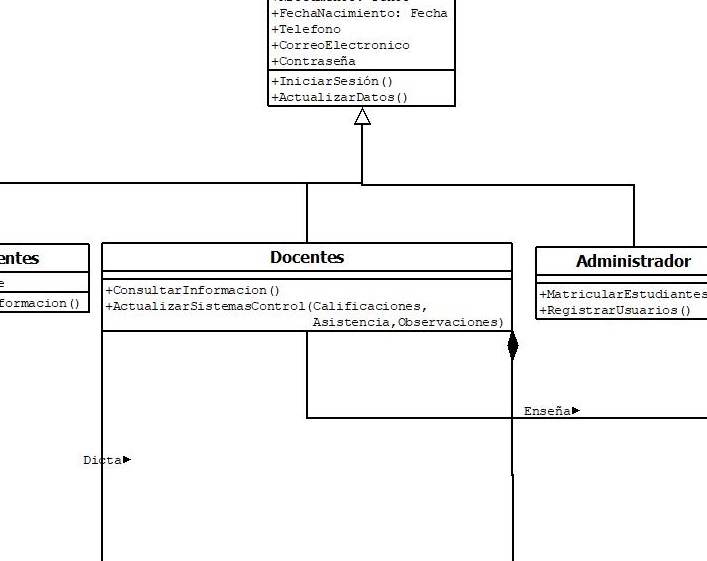 +FechaNacimiento: Fecha
+Telefono
+CorreoElectronico
+Contraseña
+IniciarSesión()
+ActualizarDatos()
entes
e
formacion()
Docentes
+ConsultarInformacion()
+ActualizarSistemasControl(Calificaciones,
Asistencia,Observaciones)
Administrador
+MatricularEstudiantes
+RegistrarUsuarios()
Enseña
Dicta